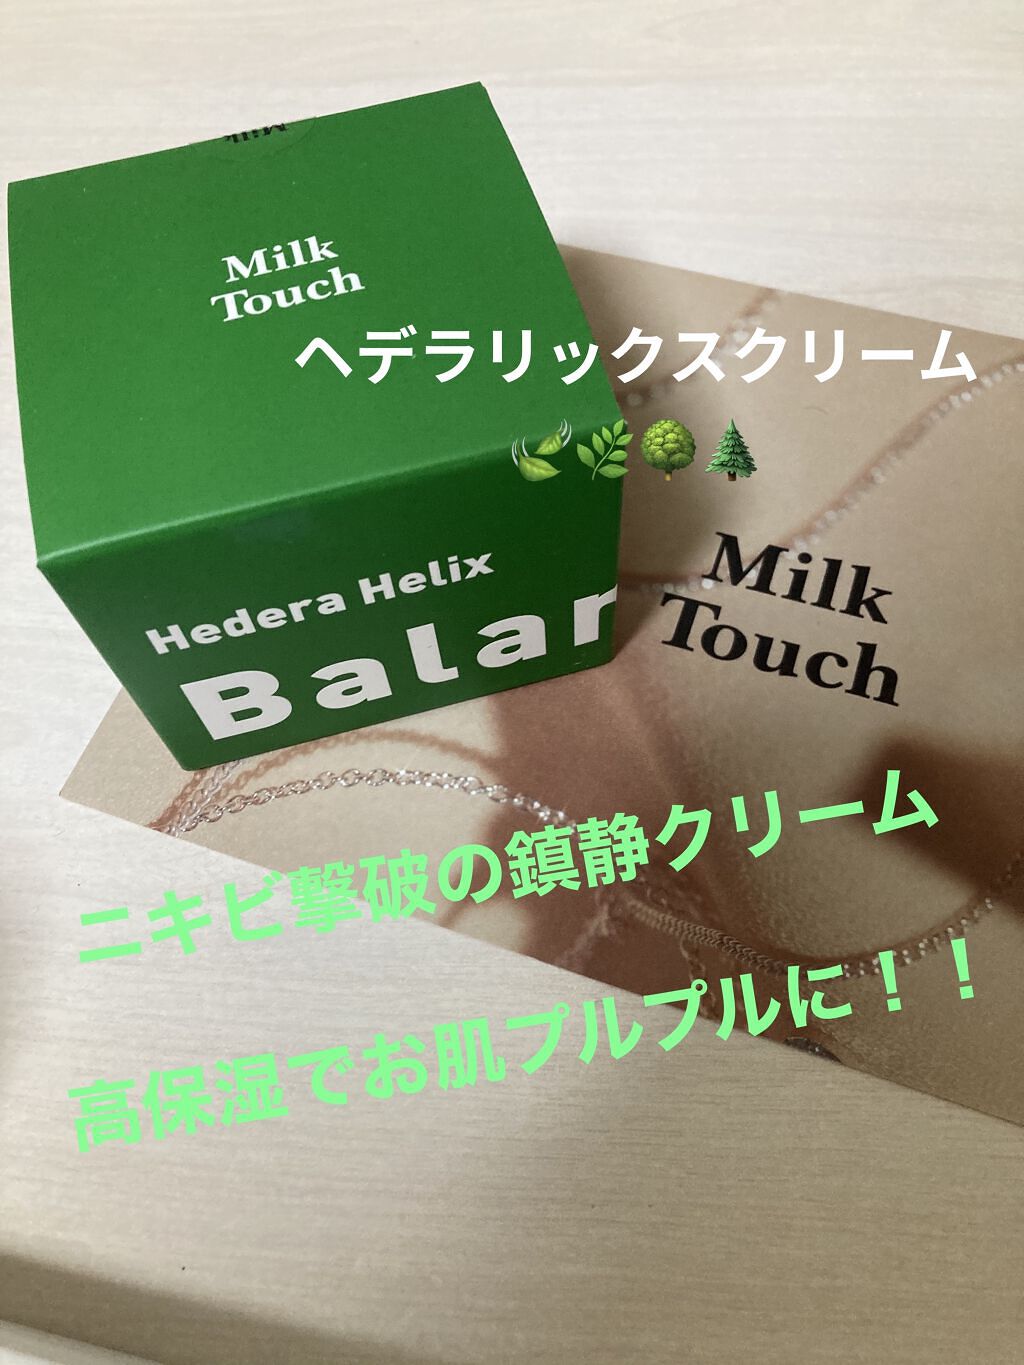 Milk
Milk
Touch
ヘデラリックスクリーム
🍃🌿🌳🌲
Hedera Helix
Balan
Milk
Touch
ニキビ撃破の鎮静クリーム
高保湿でお肌プルプルに！！